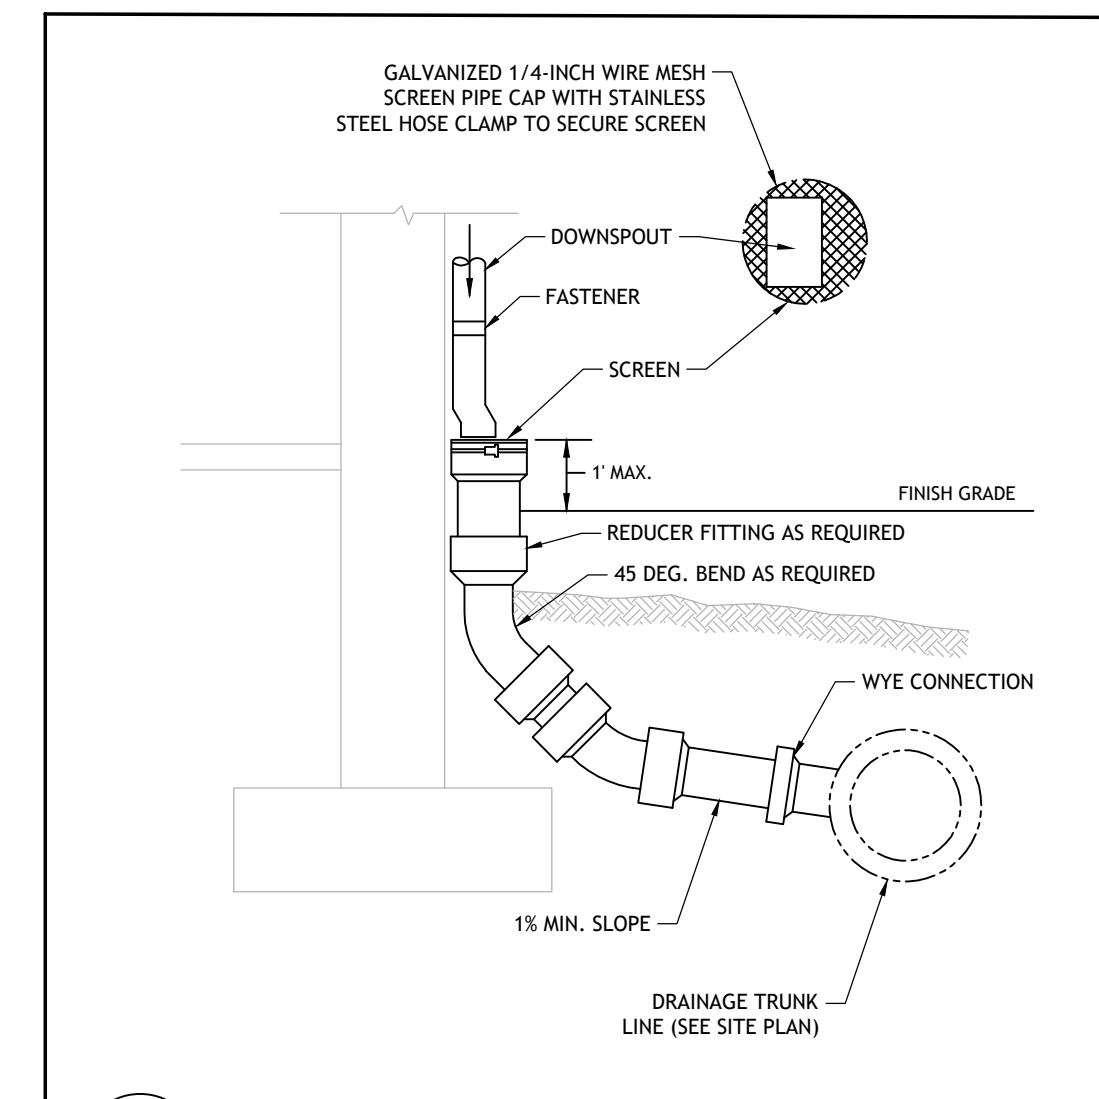 GALVANIZED 1/4-INCH WIRE MESH
SCREEN PIPE CAP WITH STAINLESS
STEEL HOSE CLAMP TO SECURE SCREEN
DOWNSPOUT
FASTENER
SCREEN
1' MAX.
FINISH GRADE
REDUCER FITTING AS REQUIRED
45 DEG. BEND AS REQUIRED
WYE CONNECTION
1% MIN. SLOPE
DRAINAGE TRUNK
LINE (SEE SITE PLAN)